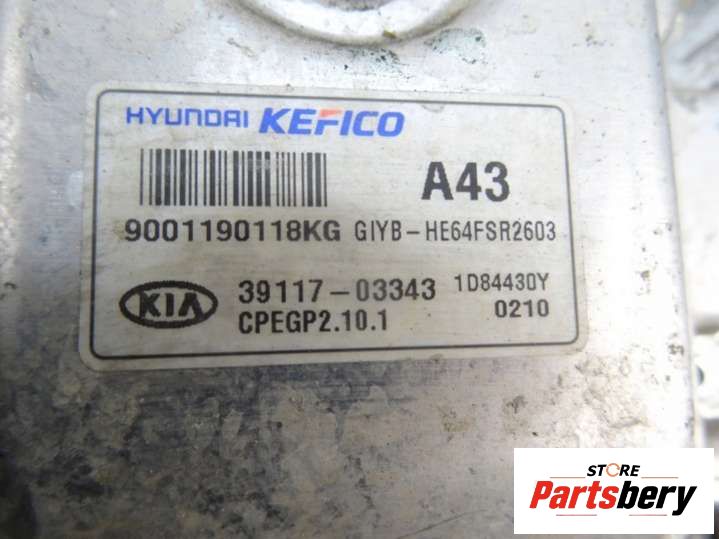 HYUNDAI KEFICO
A43
9001190118KG GIYB-HE64FSR2603
KIA 39117-03343 1D84430Y
CPEGP2.10.1 0210
STORE
Partsbery